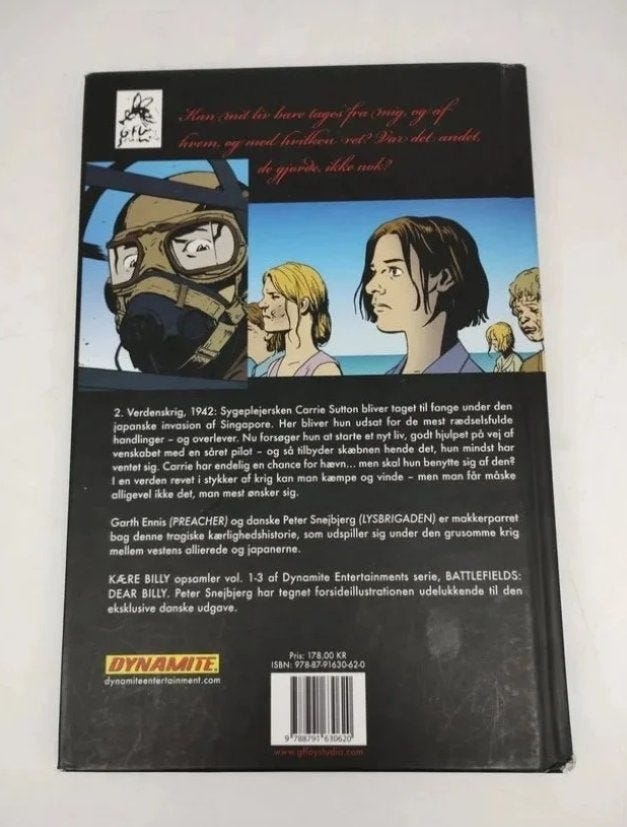 Kan mit liv bare tages fra mig, og af
hvem, og med hvilken ret? Var det andet,
de gjorde, ikke nok?
2. Verdenskrig, 1942: Sygeplejersken Carrie Sutton bliver taget til fange under den
japanske invasion af Singapore. Her bliver hun udsat for de mest rædselsfulde
handlinger – og overlever. Nu forsøger hun at starte et nyt liv, godt hjulpet på vej af
venskabet med en såret pilot – og så tilbyder skæbnen hende det, hun mindst har
ventet sig. Carrie har endelig en chance for hævn... men skal hun benytte sig af den?
I en verden revet i stykker af krig kan man kæmpe og vinde – men man får måske
alligevel ikke det, man mest ønsker sig.
Garth Ennis (PREACHER) og danske Peter Snejbjerg (LYSBRIGADEN) er makkerparret
bag denne tragiske kærlighedshistorie, som udspiller sig under den grusomme krig
mellem vestens allierede og japanerne.
KÆRE BILLY opsamler vol. 1-3 af Dynamite Entertainments serie, BATTLEFIELDS:
DEAR BILLY. Peter Snejbjerg har tegnet forsideillustrationen udelukkende til den
eksklusive danske udgave.
DYNAMITE
dynamiteentertainment.com
Pris: 178,00 KR
ISBN: 978-87-91630-62-0
9 788791 630620
www.gfloystudio.com